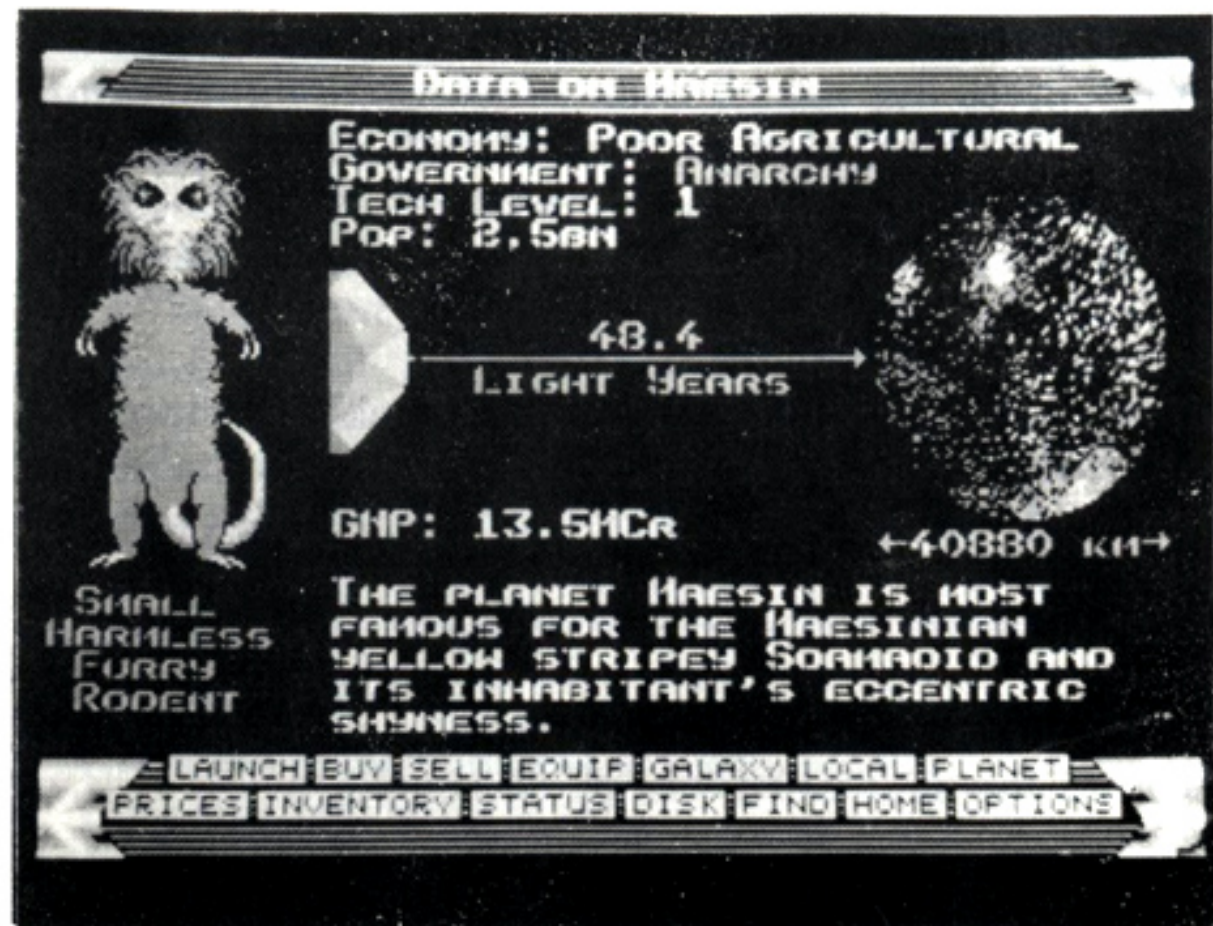 Data on Maesin
Economy: Poor Agricultural
Government: Anarchy
Tech Level: 1
Pop: 2.5bn
48.4
Light Years
GNP: 13.5MCr
←40880 km→
Small
Harmless
Furry
Rodent
The planet Maesin is most
famous for the Maesinian
yellow stripey Soamaoid and
its inhabitant's eccentric
shyness.
LAUNCH BUY SELL EQUIP GALAXY LOCAL PLANET
PRICES INVENTORY STATUS DISK FIND HOME OPTIONS